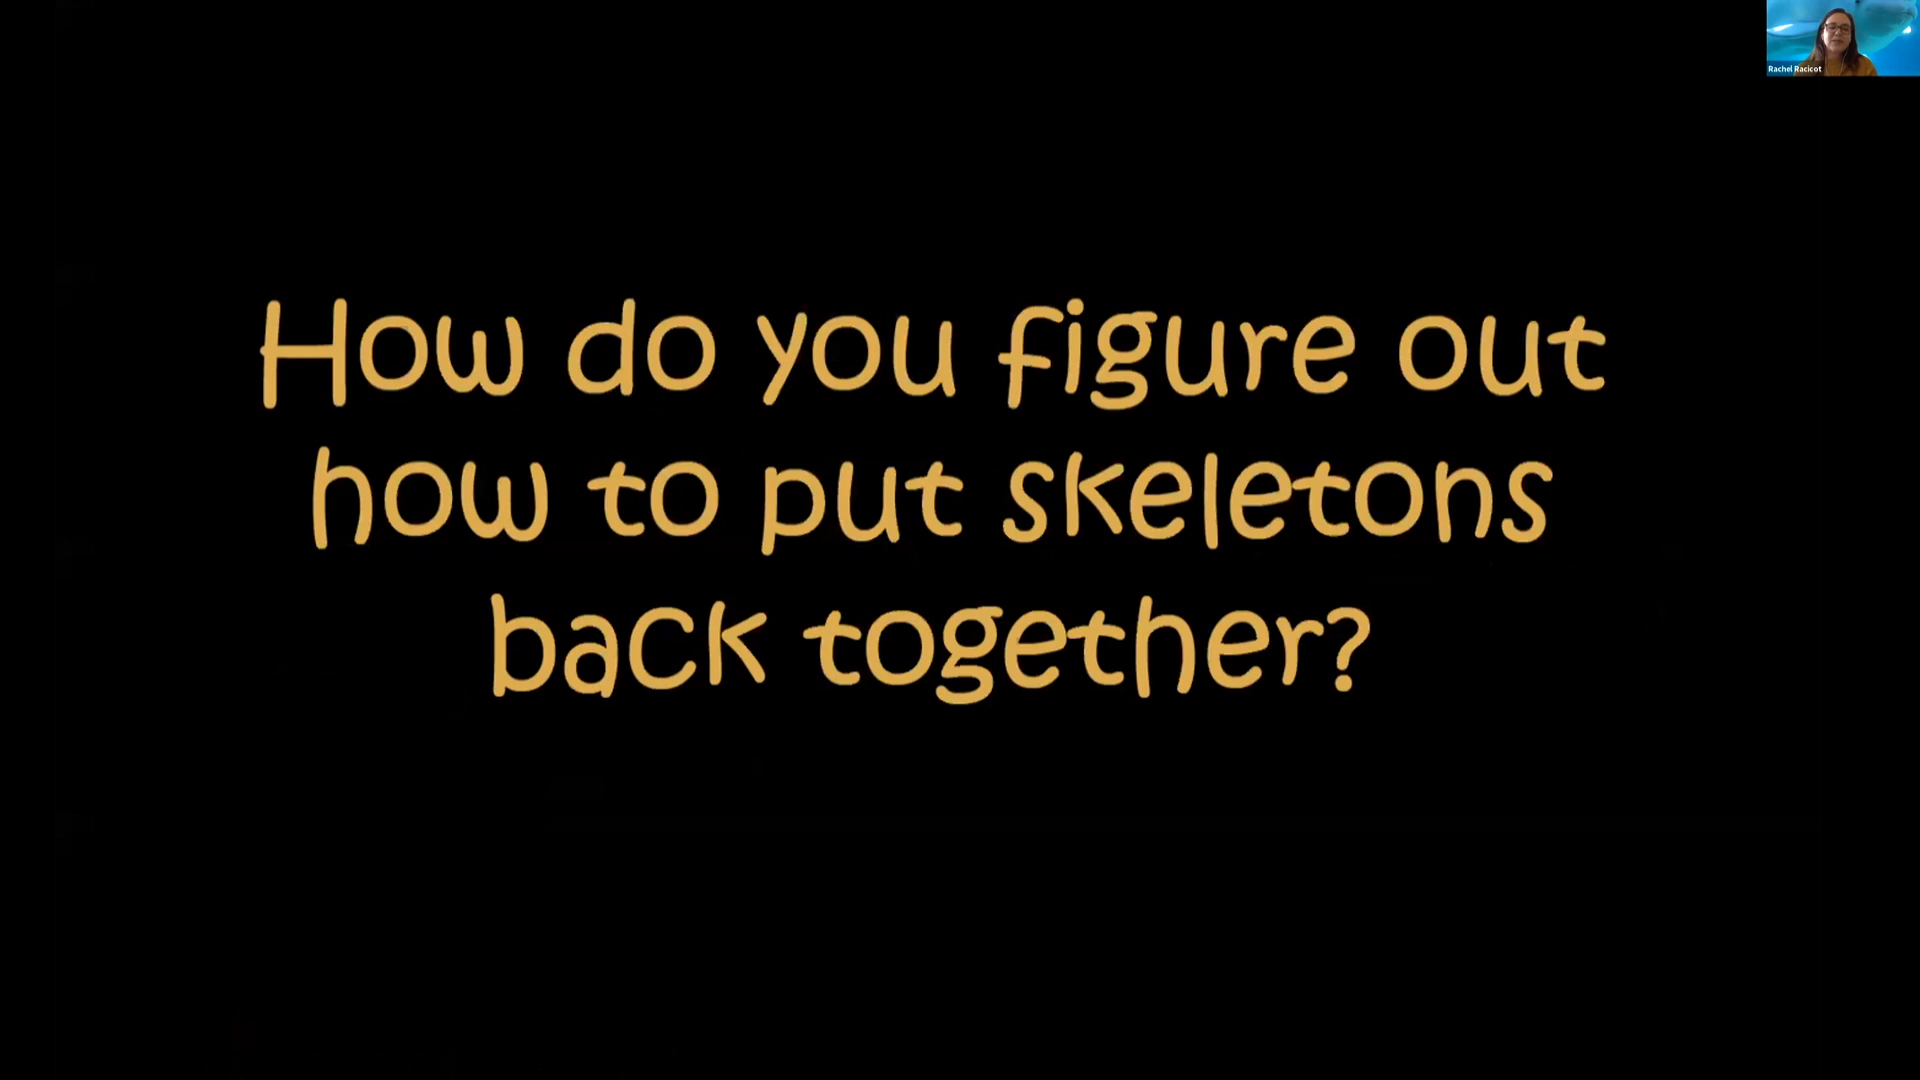 Rachel Racicot
How do you figure out
how to put skeletons
back together?